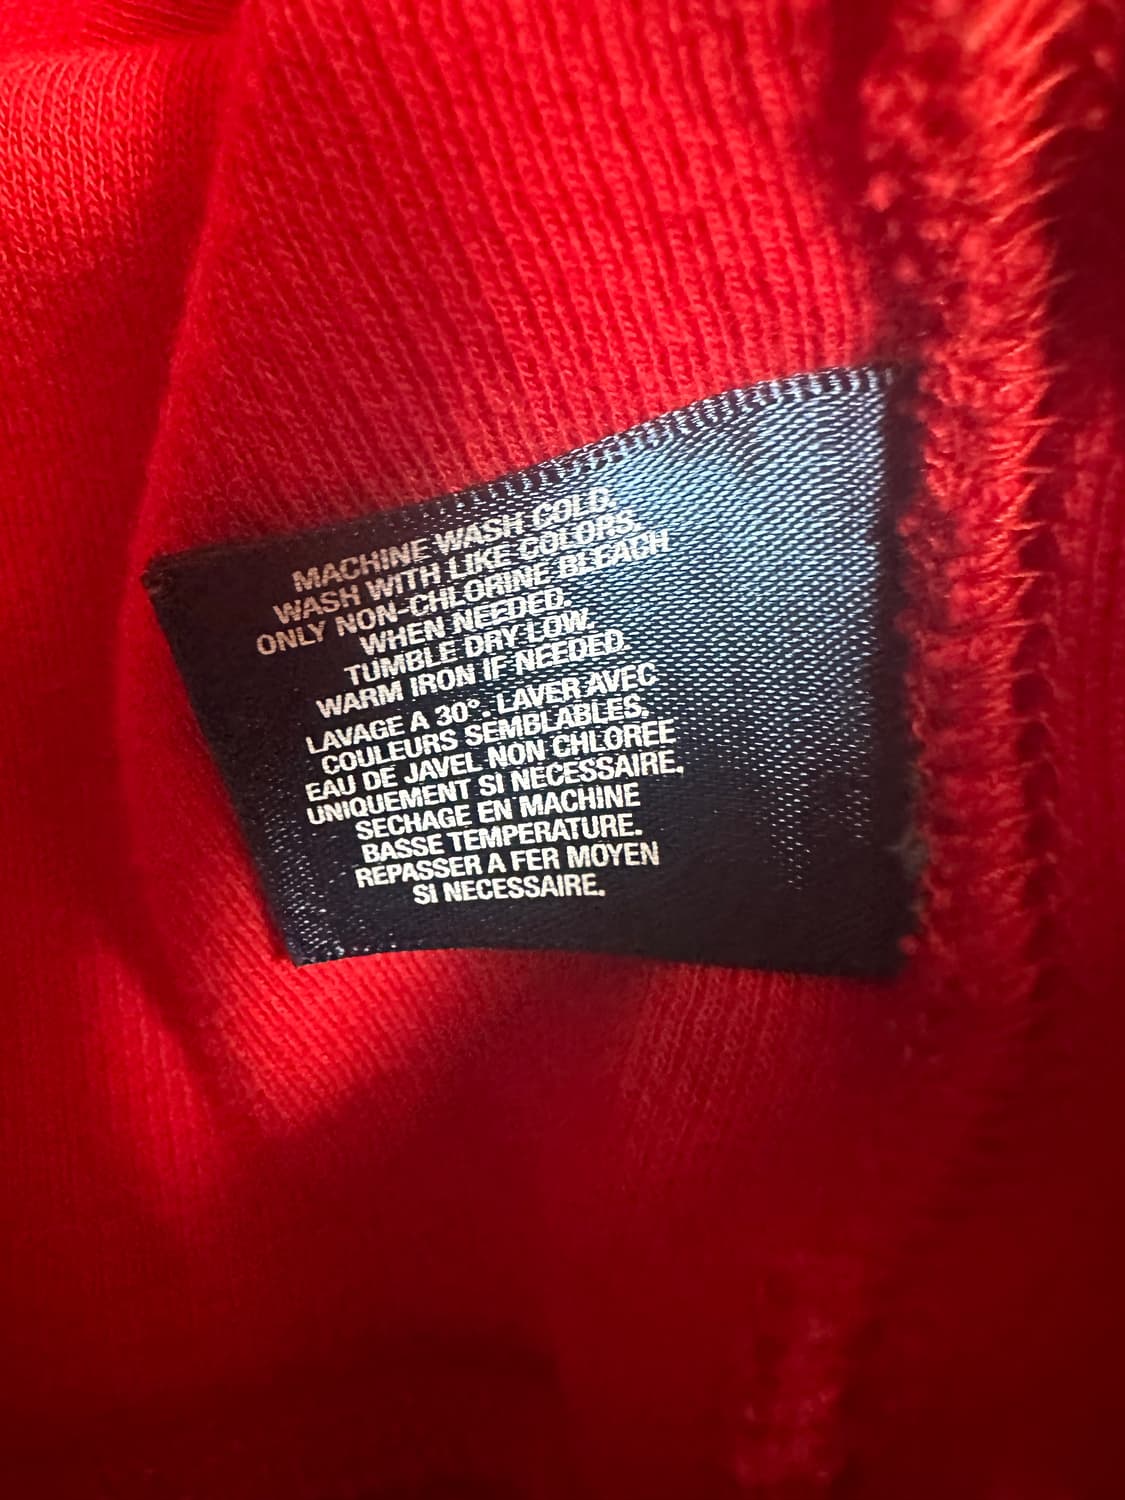 MACHINE WASH COLD.
WASH WITH LIKE COLORS.
ONLY NON-CHLORINE BLEACH
WHEN NEEDED.
TUMBLE DRY LOW.
WARM IRON IF NEEDED.
LAVAGE A 30°. LAVER AVEC
COULEURS SEMBLABLES.
EAU DE JAVEL NON CHLOREE
UNIQUEMENT SI NECESSAIRE.
SECHAGE EN MACHINE
BASSE TEMPERATURE.
REPASSER A FER MOYEN
SI NECESSAIRE.